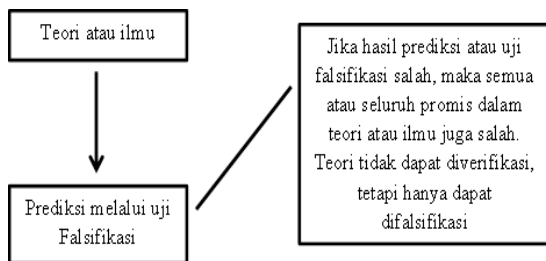 Teori atau ilmu
Prediksi melalui uji
Falsifikasi
Jika hasil prediksi atau uji
falsifikasi salah, maka semua
atau seluruh promis dalam
teori atau ilmu juga salah.
Teori tidak dapat diverifikasi,
tetapi hanya dapat
difalsifikasi